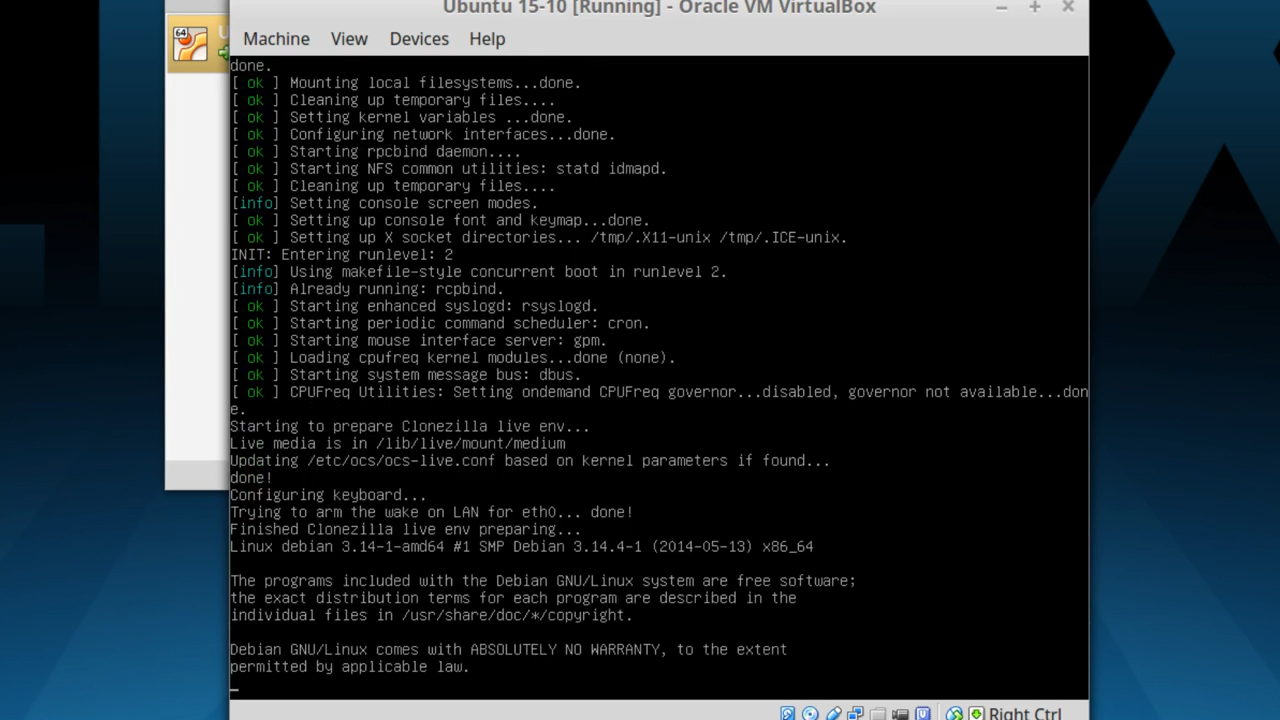 Ubuntu 15-10 [Running] - Oracle VM VirtualBox
64
Machine View Devices Help
done.
[ ok ] Mounting local filesystems...done.
[ ok ] Cleaning up temporary files....
[ ok ] Setting kernel variables ...done.
[ ok ] Configuring network interfaces...done.
[ ok ] Starting rpcbind daemon....
[ ok ] Starting NFS common utilities: statd idmapd.
[ ok ] Cleaning up temporary files....
[info] Setting console screen modes.
[ ok ] Setting up console font and keymap...done.
[ ok ] Setting up X socket directories... /tmp/.X11-unix /tmp/.ICE-unix.
INIT: Entering runlevel: 2
[info] Using makefile-style concurrent boot in runlevel 2.
[info] Already running: rcpbind.
[ ok ] Starting enhanced syslogd: rsyslogd.
[ ok ] Starting periodic command scheduler: cron.
[ ok ] Starting mouse interface server: gpm.
[ ok ] Loading cpufreq kernel modules...done (none).
[ ok ] Starting system message bus: dbus.
[ ok ] CPUFreq Utilities: Setting ondemand CPUFreq governor...disabled, governor not available...don
e.
Starting to prepare Clonezilla live env...
Live media is in /lib/live/mount/medium
Updating /etc/ocs/ocs-live.conf based on kernel parameters if found...
done!
Configuring keyboard...
Trying to arm the wake on LAN for eth0... done!
Finished Clonezilla live env preparing...
Linux debian 3.14-1-amd64 #1 SMP Debian 3.14.4-1 (2014-05-13) x86_64
The programs included with the Debian GNU/Linux system are free software;
the exact distribution terms for each program are described in the
individual files in /usr/share/doc/*/copyright.
Debian GNU/Linux comes with ABSOLUTELY NO WARRANTY, to the extent
permitted by applicable law.
Right Ctrl